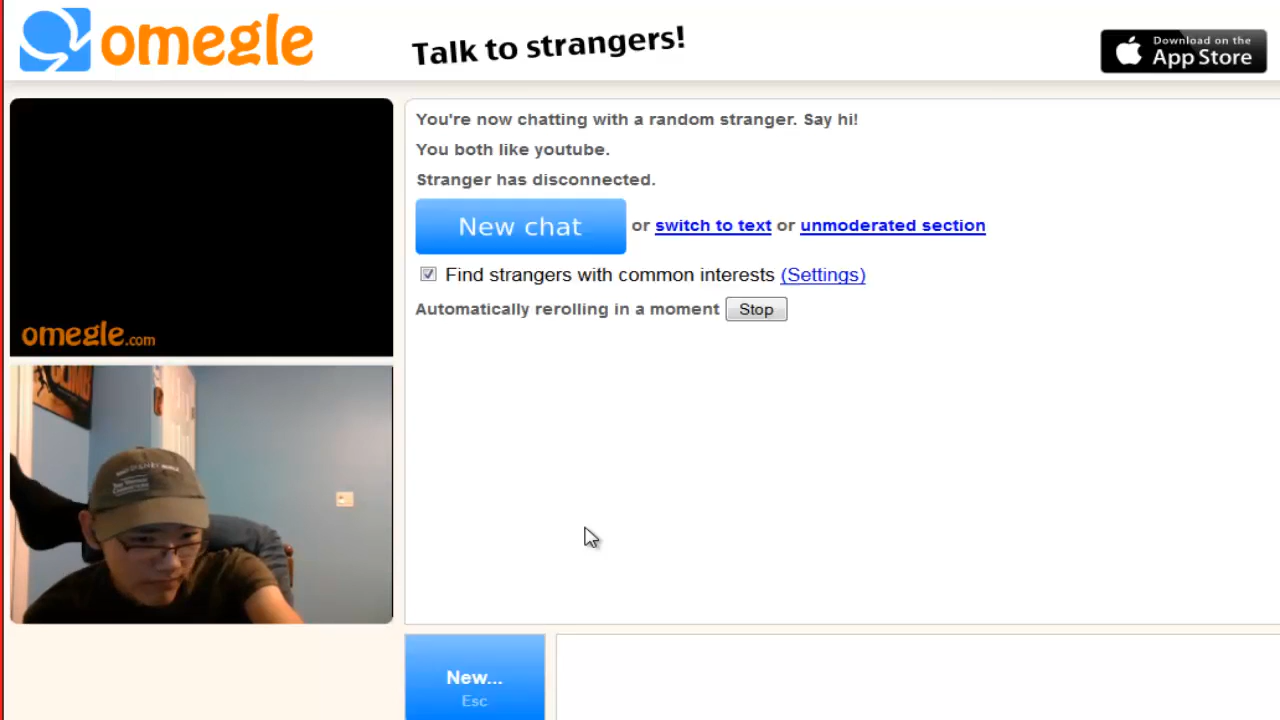 omegle
Talk to strangers!
Download on the
App Store
You're now chatting with a random stranger. Say hi!
You both like youtube.
Stranger has disconnected.
New chat or switch to text or unmoderated section
Find strangers with common interests (Settings)
Automatically rerolling in a moment Stop
omegle.com
New...
Esc